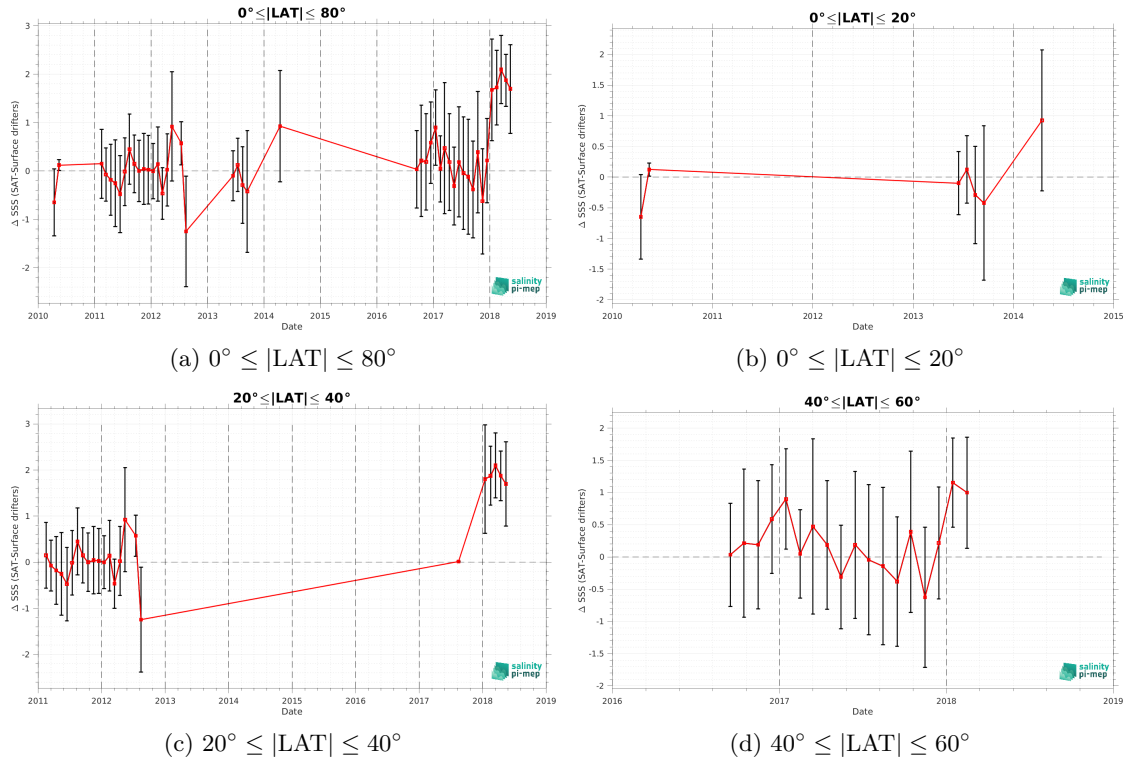 0°≤|LAT|≤ 80°
3
2
1
0
-1
-2
Δ SSS (SAT-Surface drifters)
2010 2011 2012 2013 2014 2015 2016 2017 2018 2019
Date
salinity
pi-mep
(a) 0° ≤ |LAT| ≤ 80°
0°≤|LAT|≤ 20°
2
1.5
1
0.5
0
-0.5
-1
-1.5
-2
Δ SSS (SAT-Surface drifters)
2010 2011 2012 2013 2014 2015
Date
salinity
pi-mep
(b) 0° ≤ |LAT| ≤ 20°
20°≤|LAT|≤ 40°
3
2
1
0
-1
-2
Δ SSS (SAT-Surface drifters)
2011 2012 2013 2014 2015 2016 2017 2018 2019
Date
salinity
pi-mep
(c) 20° ≤ |LAT| ≤ 40°
40°≤|LAT|≤ 60°
2
1.5
1
0.5
0
-0.5
-1
-1.5
-2
Δ SSS (SAT-Surface drifters)
2016 2017 2018 2019
Date
salinity
pi-mep
(d) 40° ≤ |LAT| ≤ 60°